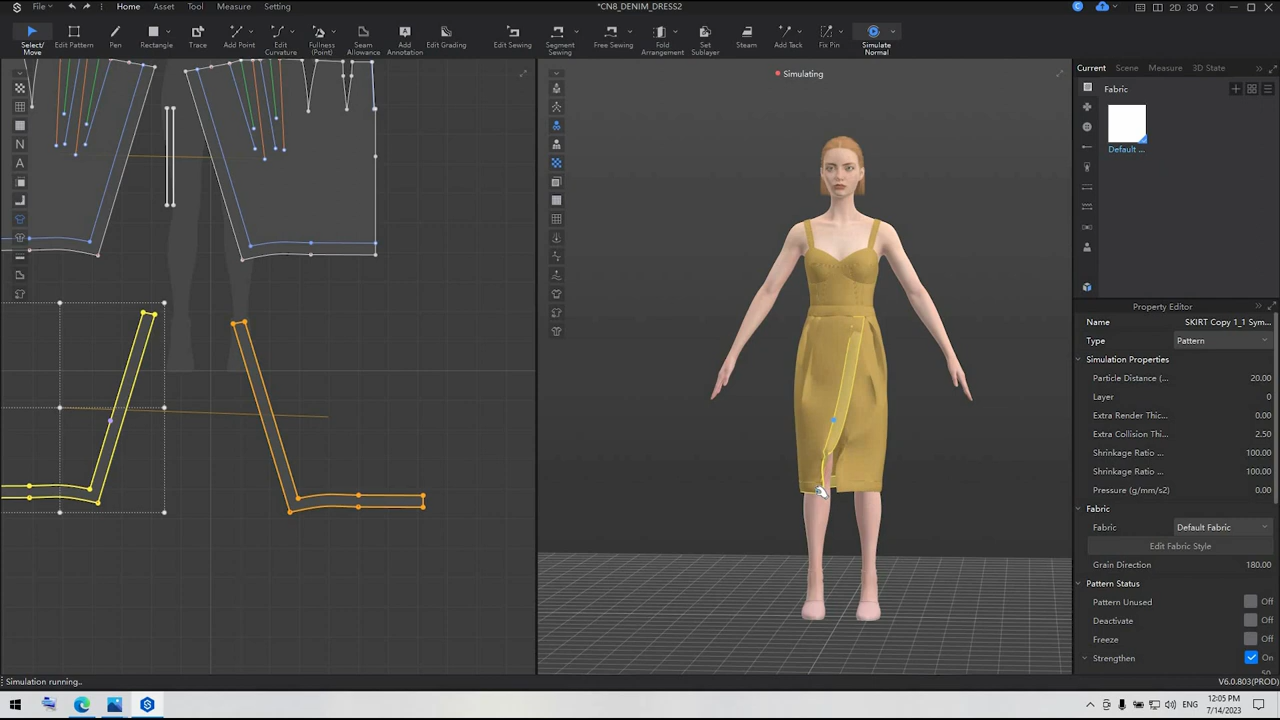 File
Home
Asset
Tool
Measure
Setting
*CN8_DENIM_DRESS2
2D
3D
Select/
Move
Edit Pattern
Pen
Rectangle
Trace
Add Point
Edit
Curvature
Fullness
(Point)
Seam
Allowance
Add
Annotation
Edit Grading
Edit Sewing
Segment
Sewing
Free Sewing
Fold
Arrangement
Set
Sublayer
Steam
Add Tack
Fix Pin
Simulate
Normal
Simulating
Current
Scene
Measure
3D State
Fabric
Default ...
Property Editor
Name SKIRT Copy 1_1 Sym...
Type Pattern
Simulation Properties
Particle Distance (... 20.00
Layer 0
Extra Render Thic... 0.00
Extra Collision Thi... 2.50
Shrinkage Ratio ... 100.00
Shrinkage Ratio ... 100.00
Pressure (g/mm/s2) 0.00
Fabric
Fabric Default Fabric
Edit Fabric Style
Grain Direction 180.00
Pattern Status
Pattern Unused Off
Deactivate Off
Freeze Off
Strengthen On
Simulation running..
V6.0.803(PROD)
ENG
12:05 PM
7/14/2023